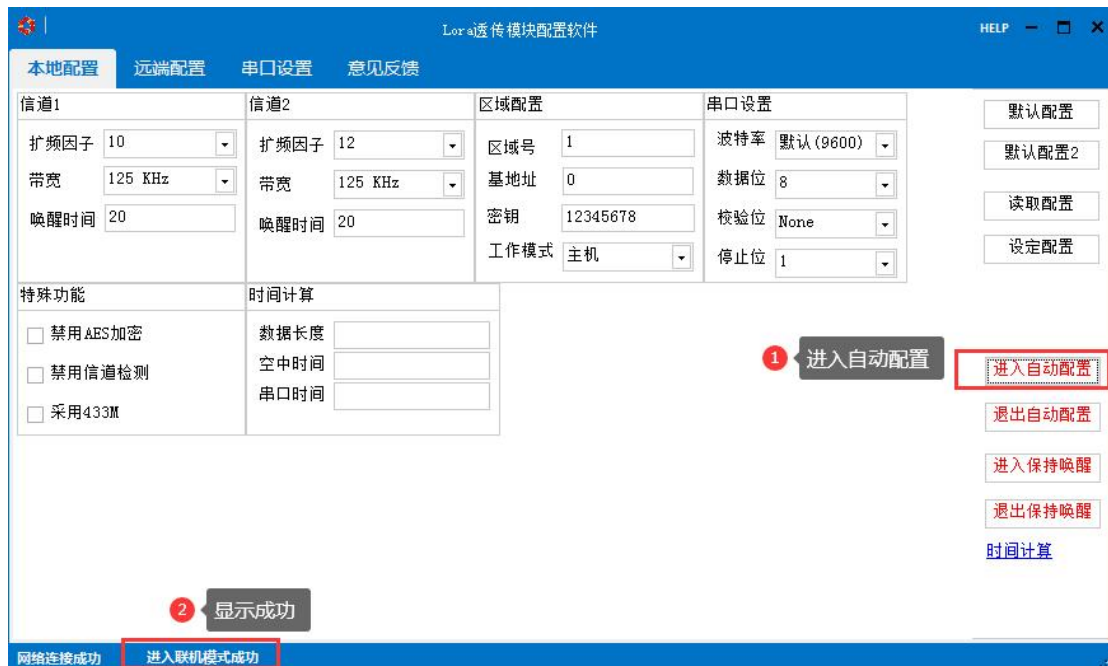 Lora透传模块配置软件
HELP
本地配置 远端配置 串口设置 意见反馈
信道1
扩频因子 10
带宽 125 KHz
唤醒时间 20
信道2
扩频因子 12
带宽 125 KHz
唤醒时间 20
区域配置
区域号 1
基地址 0
密钥 12345678
工作模式 主机
串口设置
波特率 默认(9600)
数据位 8
校验位 None
停止位 1
默认配置
默认配置2
读取配置
设定配置
特殊功能
禁用AES加密
禁用信道检测
采用433M
时间计算
数据长度
空中时间
串口时间
1 进入自动配置
进入自动配置
退出自动配置
进入保持唤醒
退出保持唤醒
时间计算
2 显示成功
网络连接成功 进入联机模式成功